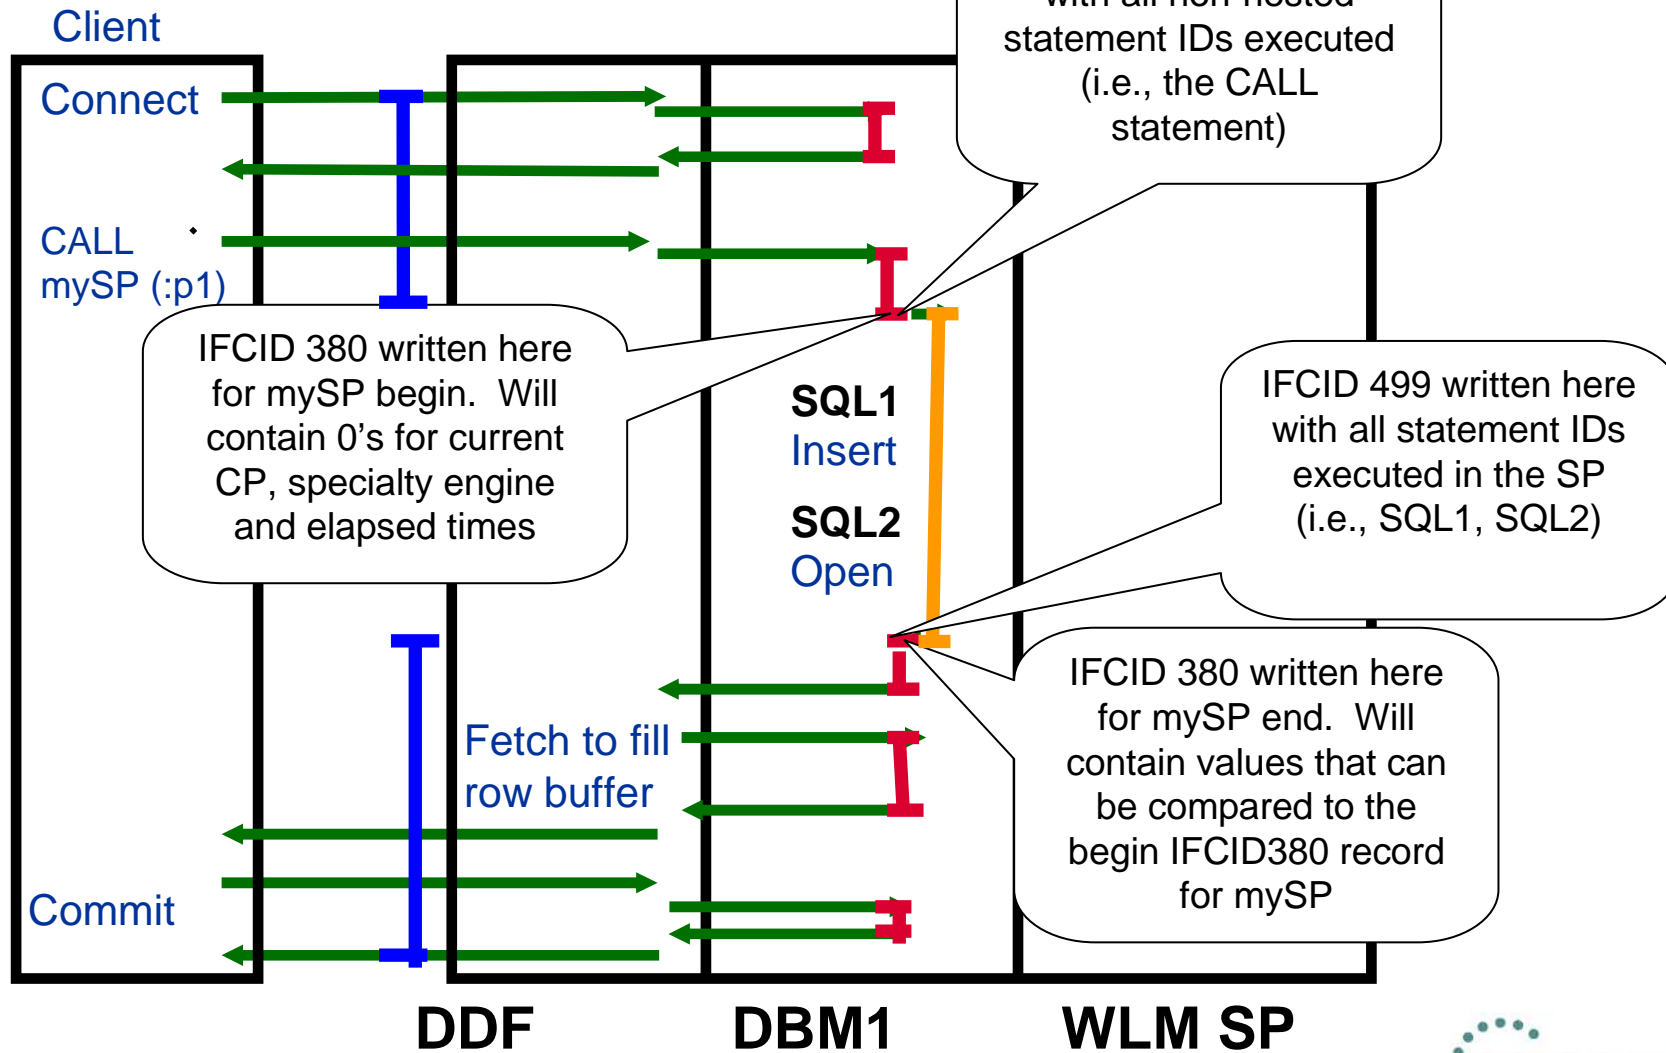 Client
statement IDs executed
(i.e., the CALL
statement)
Connect
CALL
mySP (:p1)
IFCID 380 written here
for mySP begin. Will
contain 0's for current
CP, specialty engine
and elapsed times
SQL1
Insert
SQL2
Open
IFCID 499 written here
with all statement IDs
executed in the SP
(i.e., SQL1, SQL2)
IFCID 380 written here
for mySP end. Will
contain values that can
be compared to the
begin IFCID380 record
for mySP
Fetch to fill
row buffer
Commit
DDF
DBM1
WLM SP